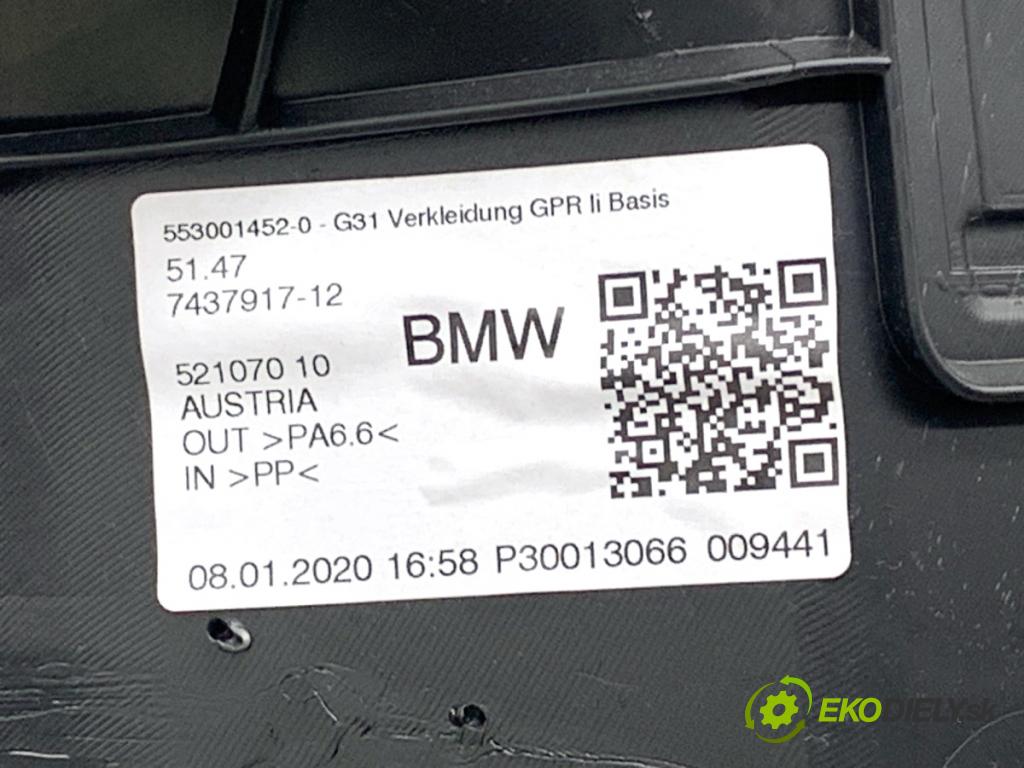 553001452-0 - G31 Verkleidung GPR li Basis
51.47
7437917-12
BMW
521070 10
AUSTRIA
OUT >PA6.6<
IN >PP<
08.01.2020 16:58 P30013066 009441
EKODIELY.sk